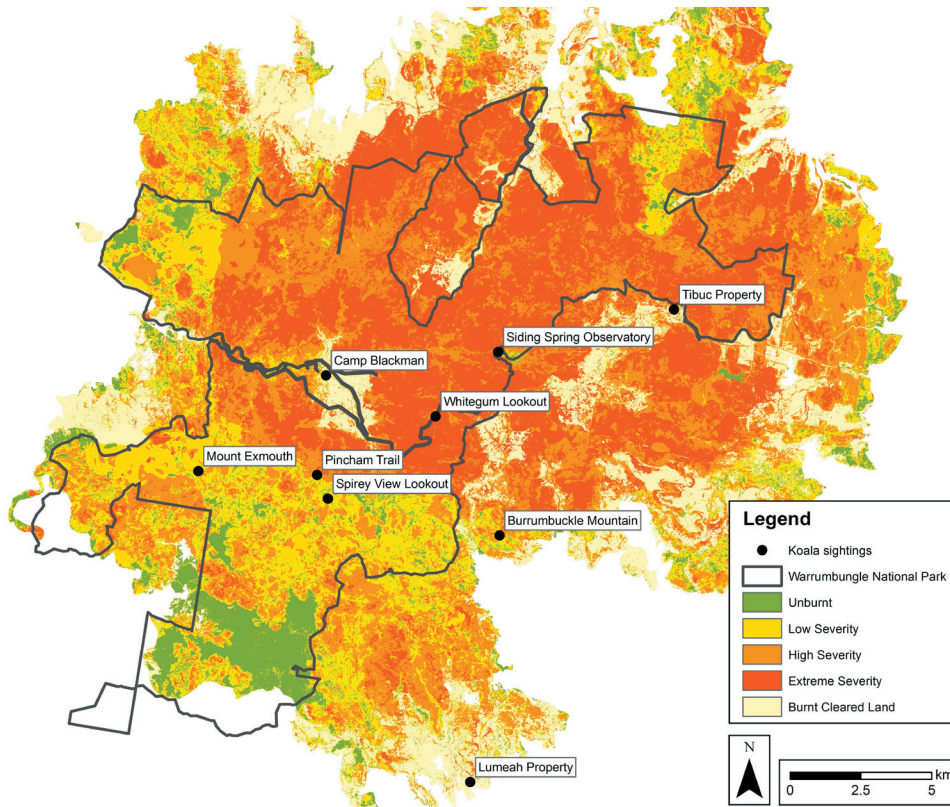 Tibuc Property
Siding Spring Observatory
Camp Blackman
Whitegum Lookout
Mount Exmouth
Pincham Trail
Spirey View Lookout
Burrumbuckle Mountain
Lumeah Property
Legend
Koala sightings
Warrumbungle National Park
Unburnt
Low Severity
High Severity
Extreme Severity
Burnt Cleared Land
N
km
0 2.5 5